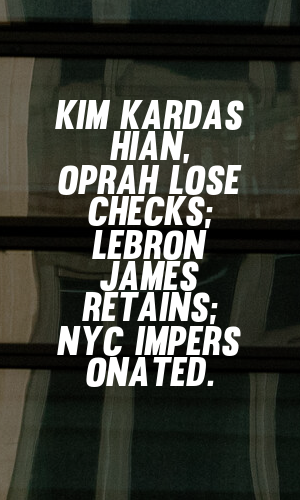 KIM KARDAS
HIAN,
OPRAH LOSE
CHECKS;
LEBRON
JAMES
RETAINS;
NYC IMPERS
ONATED.